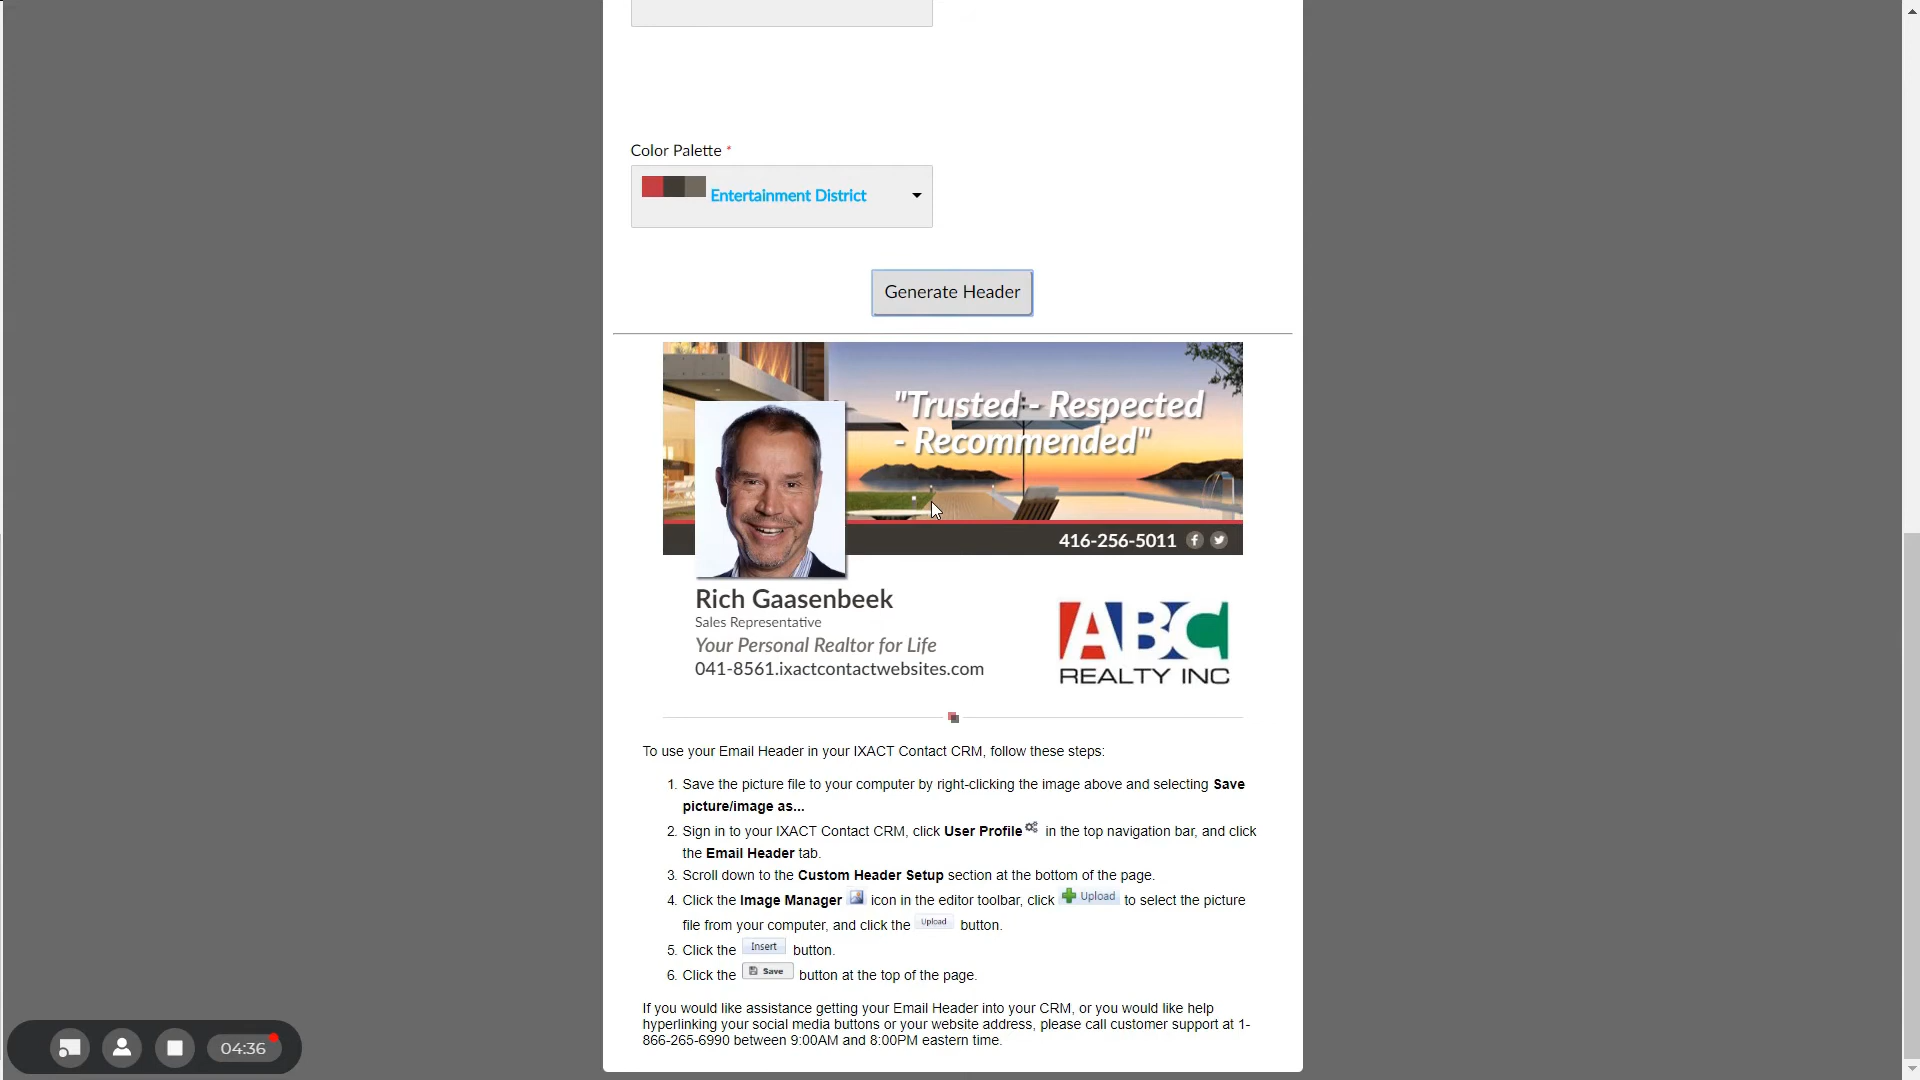 Color Palette *
Entertainment District
Generate Header
"Trusted - Respected
- Recommended"
416-256-5011
Rich Gaasenbeek
Sales Representative
Your Personal Realtor for Life
041-8561.ixactcontactwebsites.com
ABC
REALTY INC
To use your Email Header in your IXACT Contact CRM, follow these steps:
1. Save the picture file to your computer by right-clicking the image above and selecting Save
picture/image as...
2. Sign in to your IXACT Contact CRM, click User Profile in the top navigation bar, and click
the Email Header tab.
3. Scroll down to the Custom Header Setup section at the bottom of the page.
4. Click the Image Manager icon in the editor toolbar, click Upload to select the picture
file from your computer, and click the Upload button.
5. Click the Insert button.
6. Click the Save button at the top of the page.
If you would like assistance getting your Email Header into your CRM, or you would like help
hyperlinking your social media buttons or your website address, please call customer support at 1-
866-265-6990 between 9:00AM and 8:00PM eastern time.
04:36